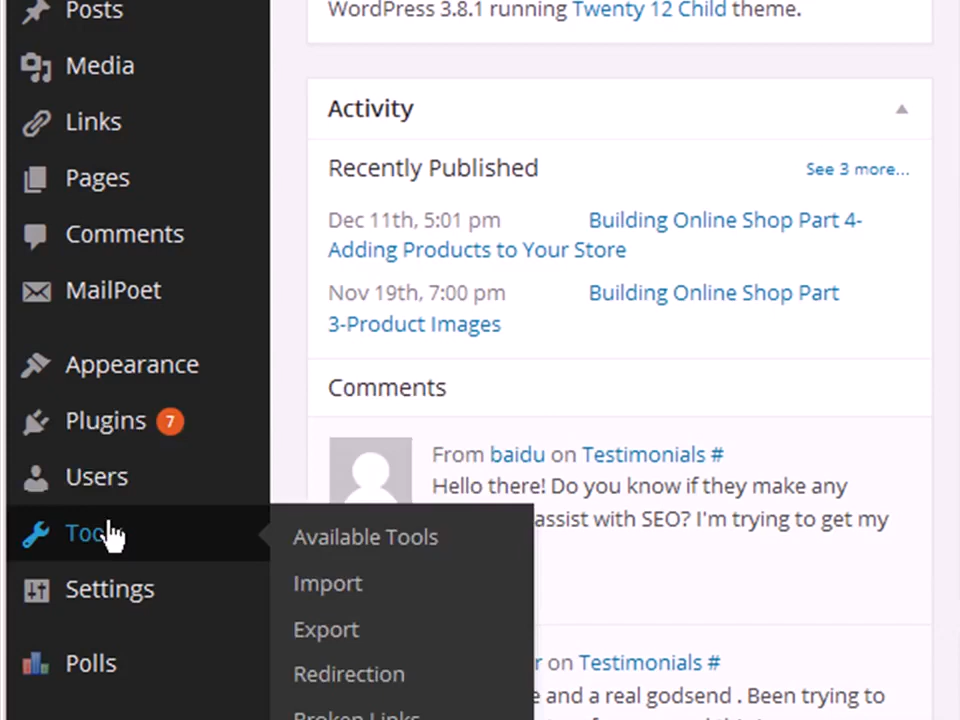 Posts
Media
Links
Pages
Comments
MailPoet
Appearance
Plugins 7
Users
Settings
Polls
Available Tools
Import
Export
Redirection
Broken Links
WordPress 3.8.1 running Twenty 12 Child theme.
Activity
Recently Published See 3 more...
Dec 11th, 5:01 pm Building Online Shop Part 4-
Adding Products to Your Store
Nov 19th, 7:00 pm Building Online Shop Part
3-Product Images
Comments
From baidu on Testimonials #
Hello there! Do you know if they make any
assist with SEO? I'm trying to get my
on Testimonials #
and a real godsend . Been trying to